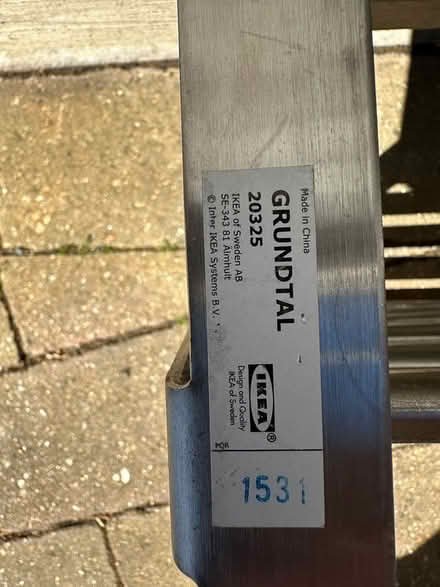 Made in China
GRUNDTAL
20325
IKEA of Sweden AB
SE-343 81 Älmhult
© Inter IKEA Systems B.V.
IKEA®
Design and Quality
IKEA of Sweden
1531